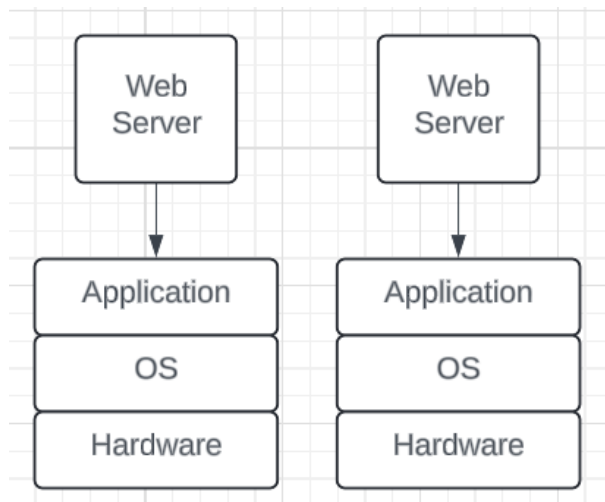 Web
Server
Application
OS
Hardware
Web
Server
Application
OS
Hardware